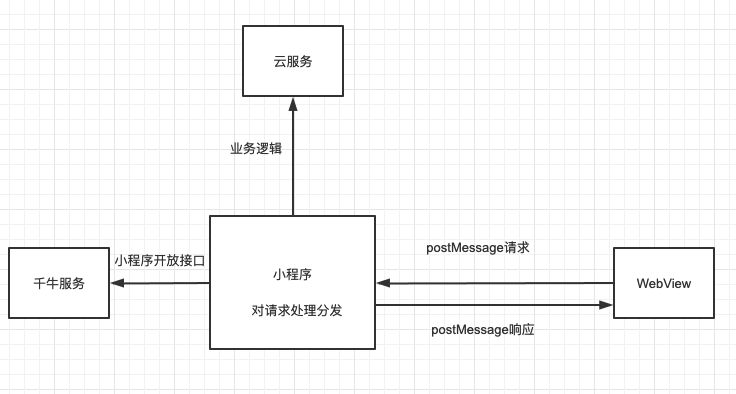 云服务
业务逻辑
小程序开放接口
千牛服务
小程序
对请求处理分发
postMessage请求
WebView
postMessage响应